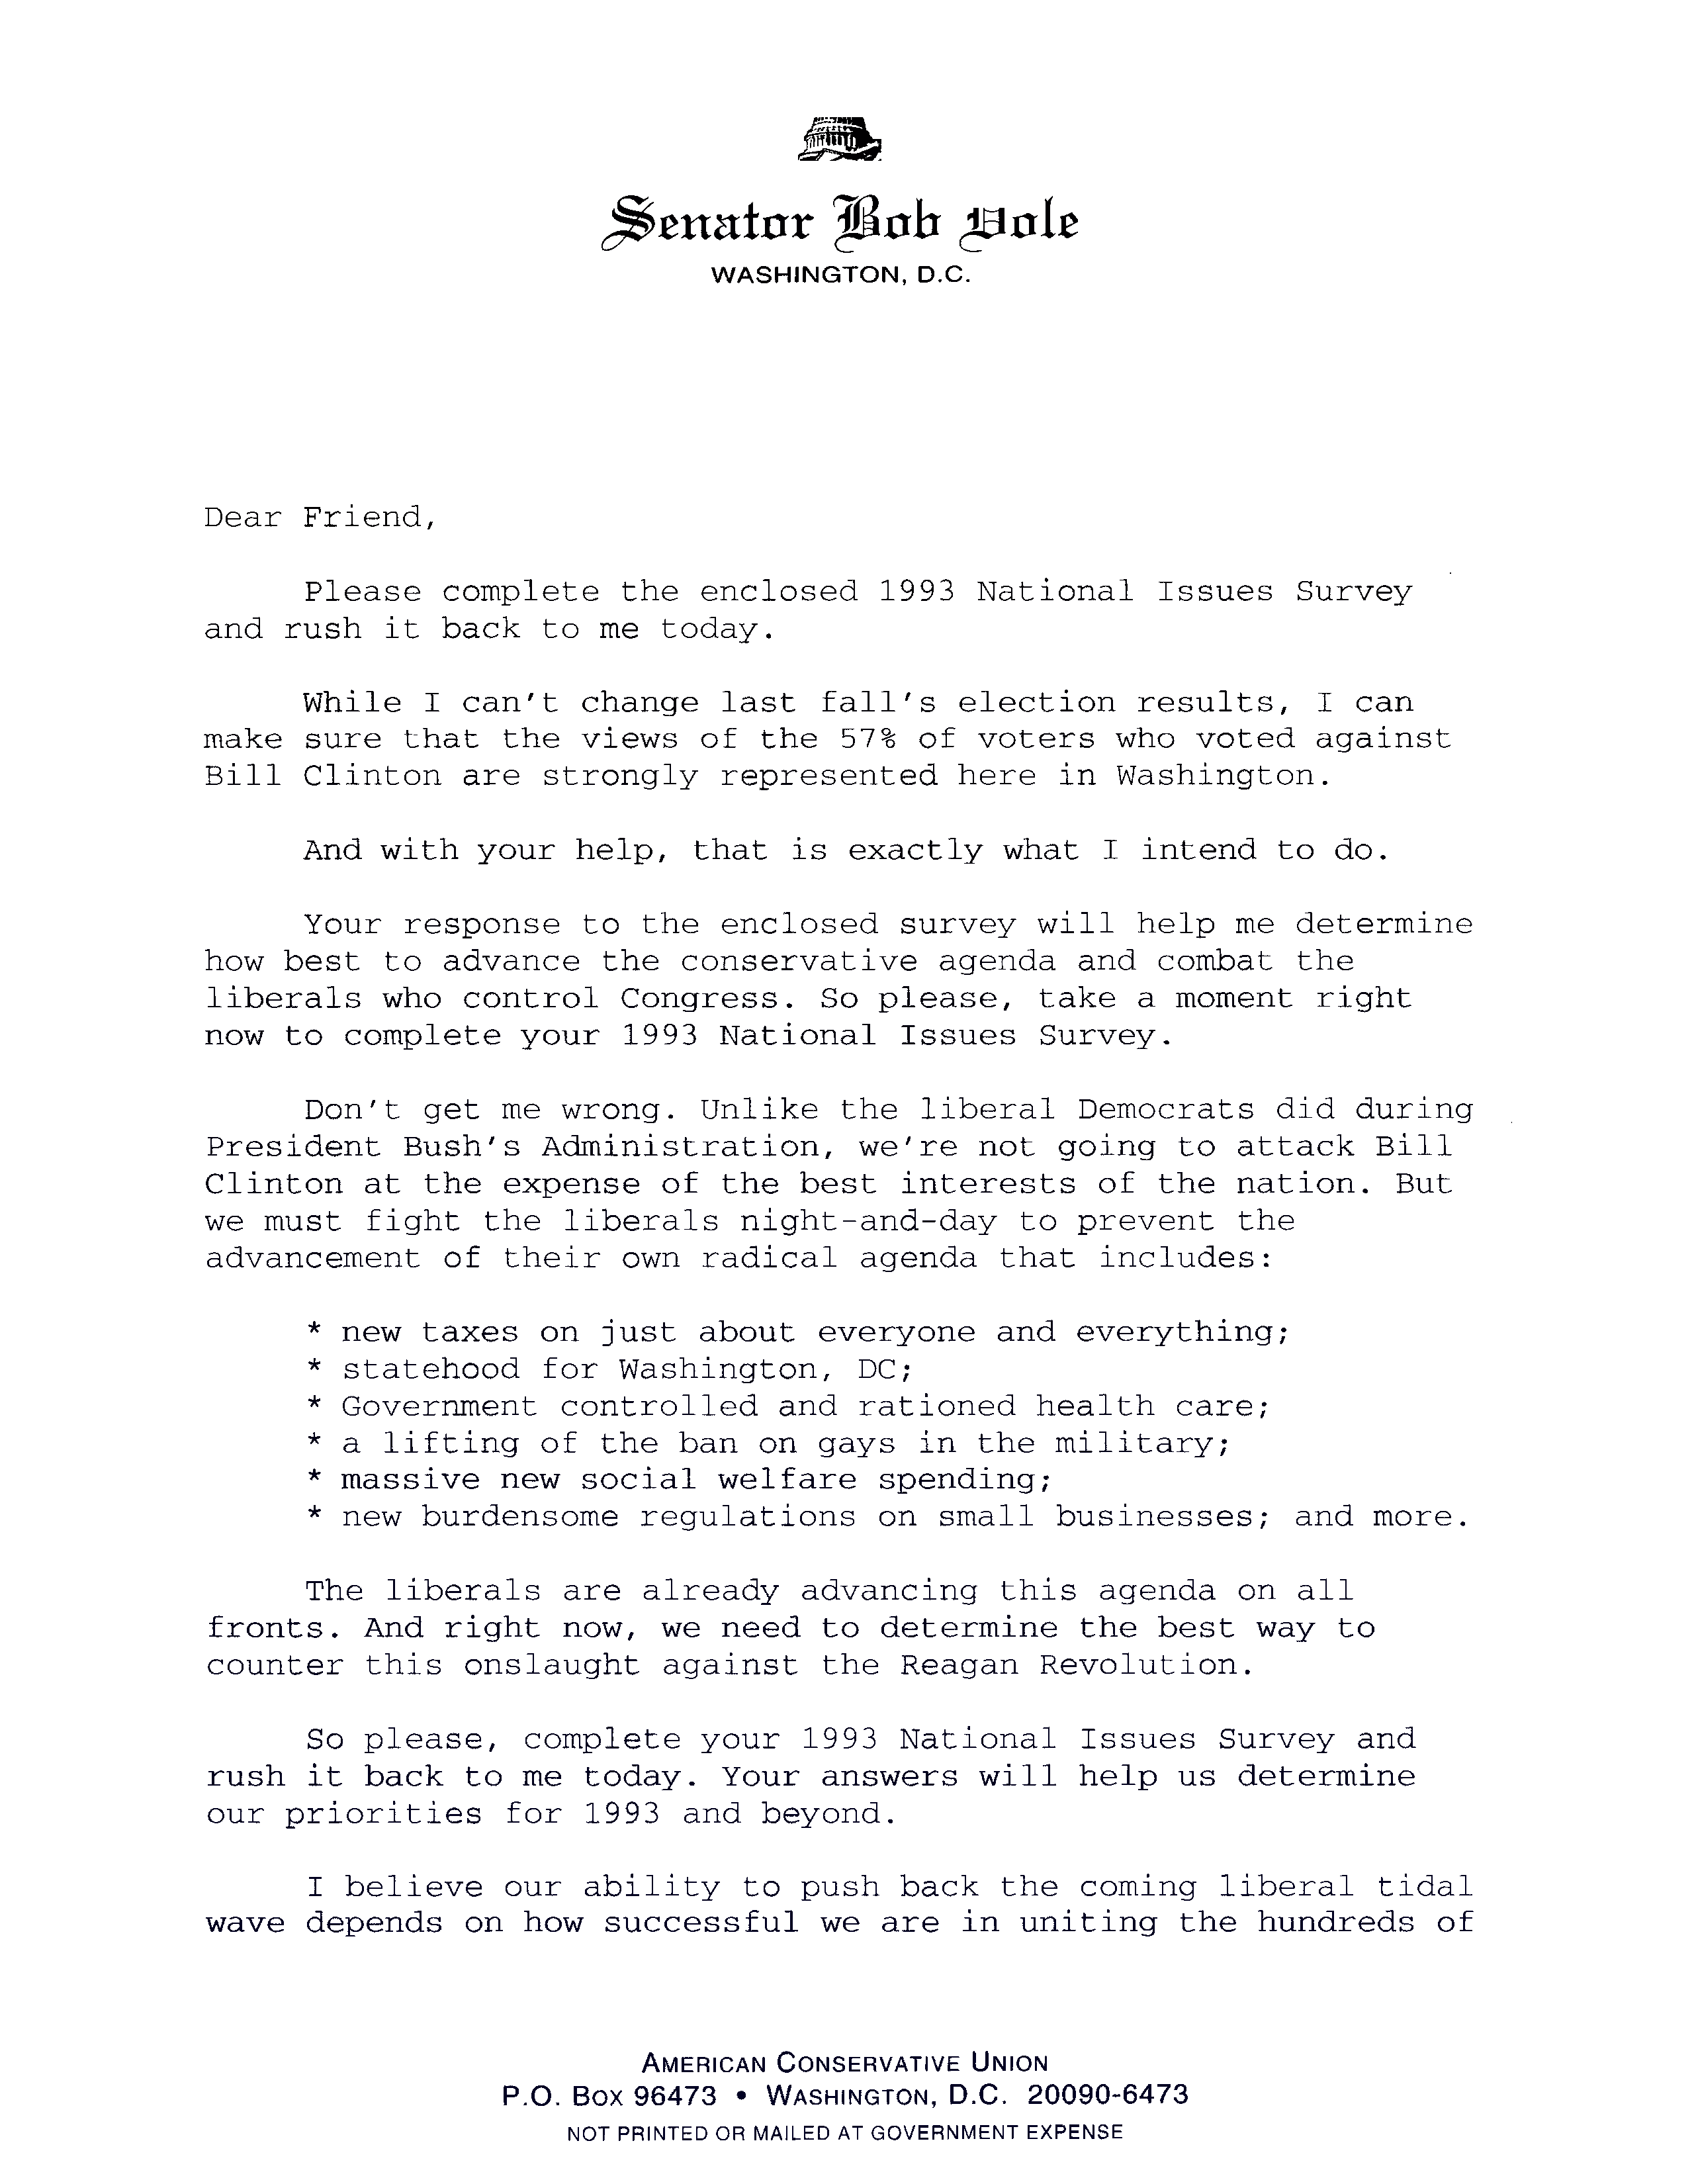 Senator Bob Dole
WASHINGTON, D.C.
Dear Friend,
Please complete the enclosed 1993 National Issues Survey
and rush it back to me today.
While I can't change last fall's election results, I can
make sure that the views of the 57% of voters who voted against
Bill Clinton are strongly represented here in Washington.
And with your help, that is exactly what I intend to do.
Your response to the enclosed survey will help me determine
how best to advance the conservative agenda and combat the
liberals who control Congress. So please, take a moment right
now to complete your 1993 National Issues Survey.
Don't get me wrong. Unlike the liberal Democrats did during
President Bush's Administration, we're not going to attack Bill
Clinton at the expense of the best interests of the nation. But
we must fight the liberals night-and-day to prevent the
advancement of their own radical agenda that includes:
* new taxes on just about everyone and everything;
* statehood for Washington, DC;
* Government controlled and rationed health care;
* a lifting of the ban on gays in the military;
* massive new social welfare spending;
* new burdensome regulations on small businesses; and more.
The liberals are already advancing this agenda on all
fronts. And right now, we need to determine the best way to
counter this onslaught against the Reagan Revolution.
So please, complete your 1993 National Issues Survey and
rush it back to me today. Your answers will help us determine
our priorities for 1993 and beyond.
I believe our ability to push back the coming liberal tidal
wave depends on how successful we are in uniting the hundreds of
AMERICAN CONSERVATIVE UNION
P.O. BOX 96473 • WASHINGTON, D.C. 20090-6473
NOT PRINTED OR MAILED AT GOVERNMENT EXPENSE